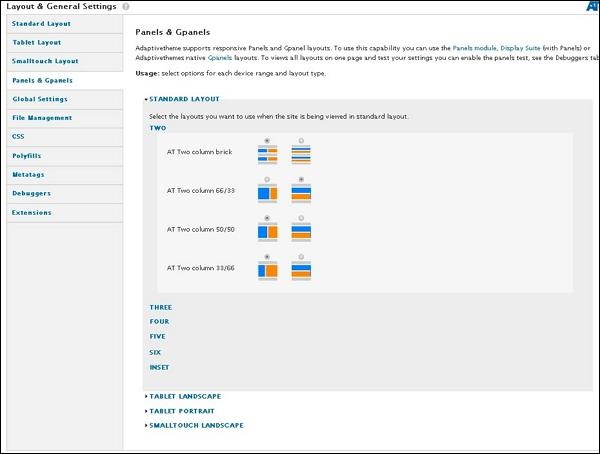 Layout & General Settings ?
AT
Standard Layout
Tablet Layout
Smalltouch Layout
Panels & Gpanels
Global Settings
File Management
CSS
Polyfills
Metatags
Debuggers
Extensions
Panels & Gpanels
Adaptivetheme supports responsive Panels and Gpanel layouts. To use this capability you can use the Panels module, Display Suite (with Panels) or
Adaptivethemes native Gpanels layouts. To views all layouts on one page and test your settings you can enable the panels test, see the Debuggers tab
Usage: select options for each device range and layout type.
STANDARD LAYOUT
Select the layouts you want to use when the site is being viewed in standard layout.
TWO
AT Two column brick
AT Two column 66/33
AT Two column 50/50
AT Two column 33/66
THREE
FOUR
FIVE
SIX
INSET
TABLET LANDSCAPE
TABLET PORTRAIT
SMALLTOUCH LANDSCAPE